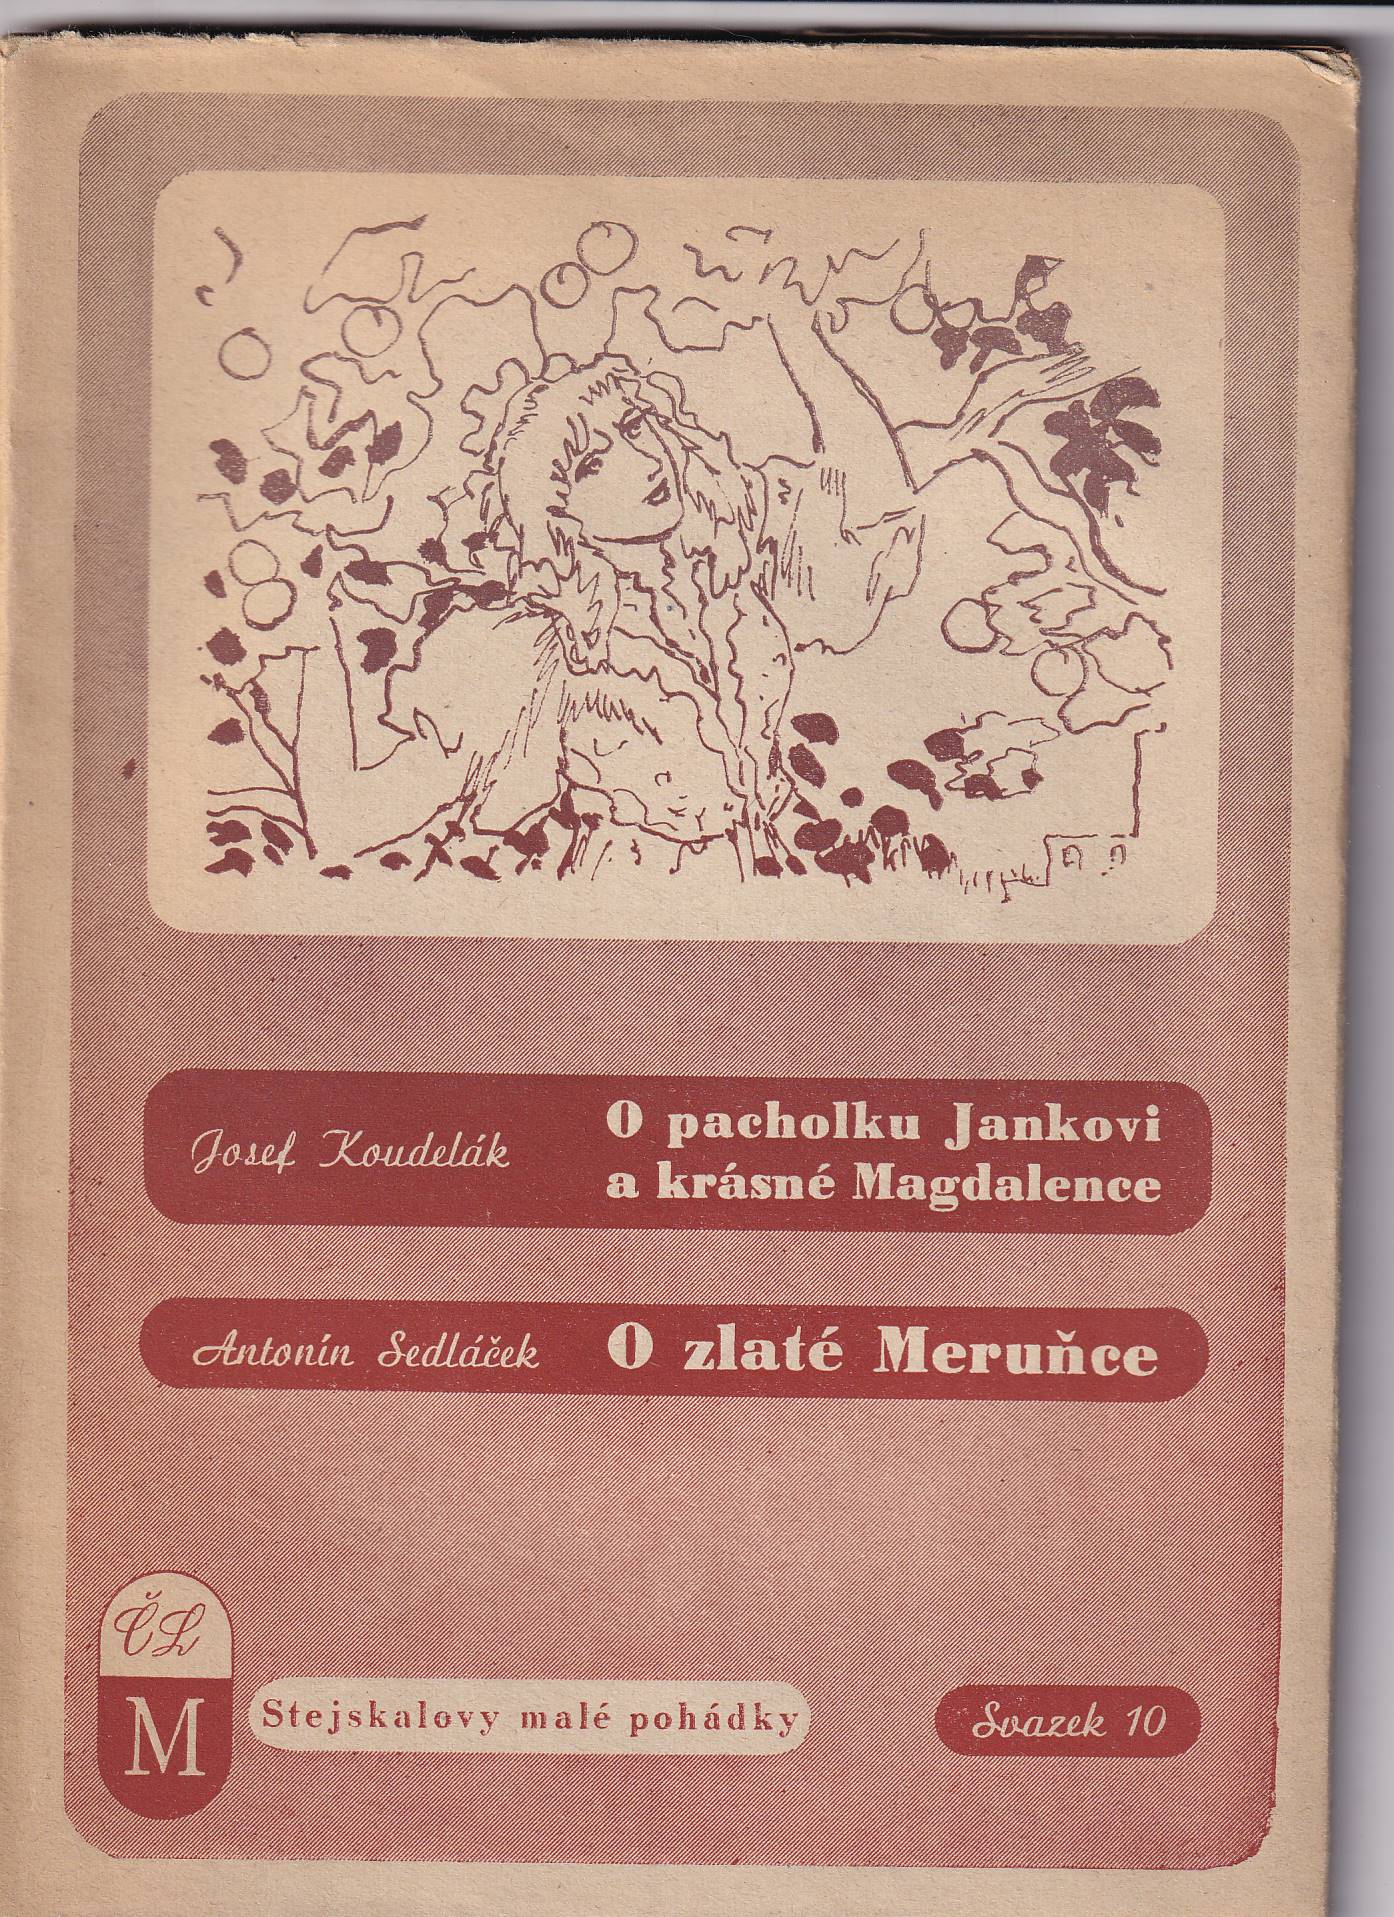 Josef Koudelák
O pacholku Jankovi
a krásné Magdalence
Antonín Sedláček
O zlaté Meruňce
ČL
M
Stejskalovy malé pohádky
Svazek 10